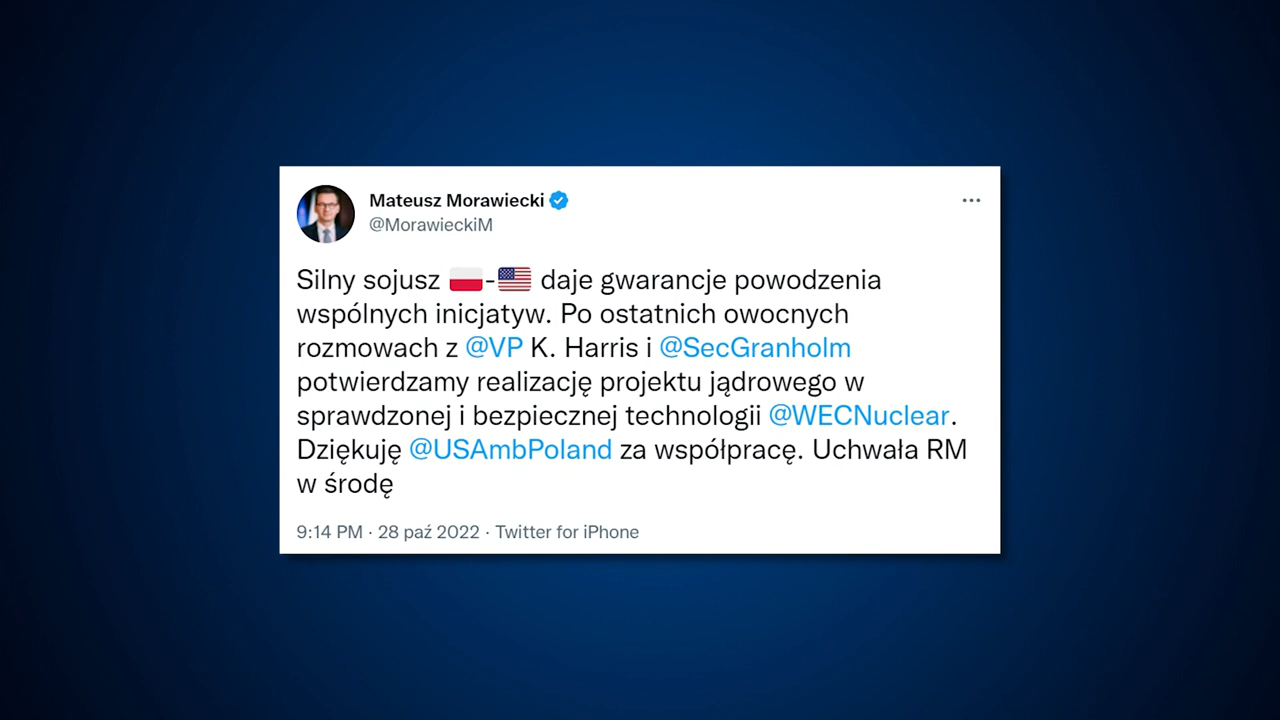 Mateusz Morawiecki
@MorawieckiM
Silny sojusz 🇵🇱-🇺🇸 daje gwarancje powodzenia
wspólnych inicjatyw. Po ostatnich owocnych
rozmowach z @VP K. Harris i @SecGranholm
potwierdzamy realizację projektu jądrowego w
sprawdzonej i bezpiecznej technologii @WECNuclear.
Dziękuję @USAmbPoland za współpracę. Uchwała RM
w środę
9:14 PM · 28 paź 2022 · Twitter for iPhone